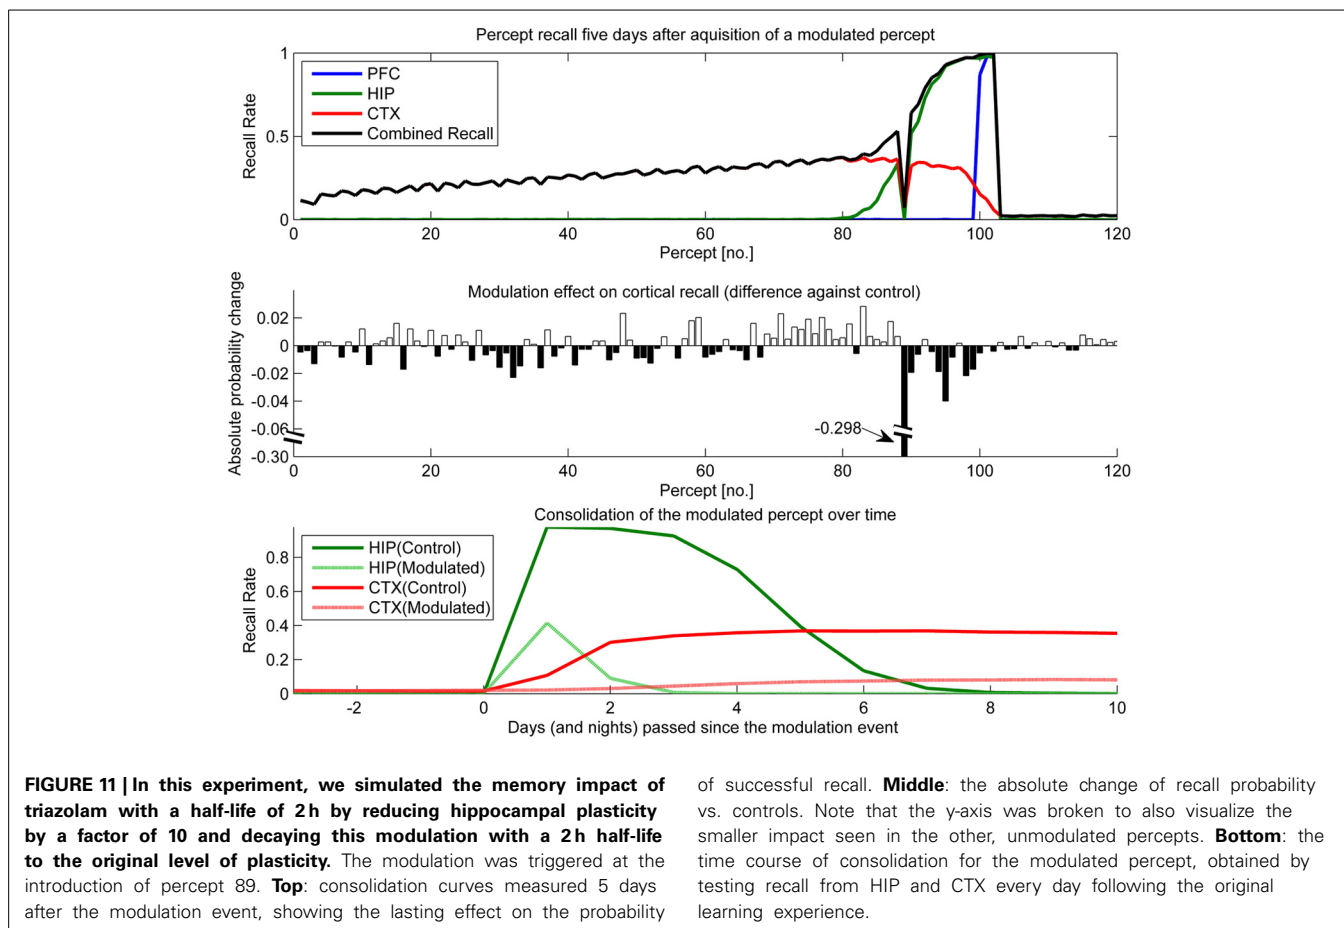 Percept recall five days after aquisition of a modulated percept
Recall Rate
1
0.5
0
PFC
HIP
CTX
Combined Recall
0
20
40
60
80
100
120
Percept [no.]
Modulation effect on cortical recall (difference against control)
Absolute probability change
0.02
0
-0.02
-0.04
-0.06
-0.30
-0.298
0
20
40
60
80
100
120
Percept [no.]
Consolidation of the modulated percept over time
Recall Rate
0.8
0.6
0.4
0.2
0
HIP(Control)
HIP(Modulated)
CTX(Control)
CTX(Modulated)
-2
0
2
4
6
8
10
Days (and nights) passed since the modulation event
FIGURE 11 | In this experiment, we simulated the memory impact of
triazolam with a half-life of 2 h by reducing hippocampal plasticity
by a factor of 10 and decaying this modulation with a 2 h half-life
to the original level of plasticity. The modulation was triggered at the
introduction of percept 89. Top: consolidation curves measured 5 days
after the modulation event, showing the lasting effect on the probability
of successful recall. Middle: the absolute change of recall probability
vs. controls. Note that the y-axis was broken to also visualize the
smaller impact seen in the other, unmodulated percepts. Bottom: the
time course of consolidation for the modulated percept, obtained by
testing recall from HIP and CTX every day following the original
learning experience.